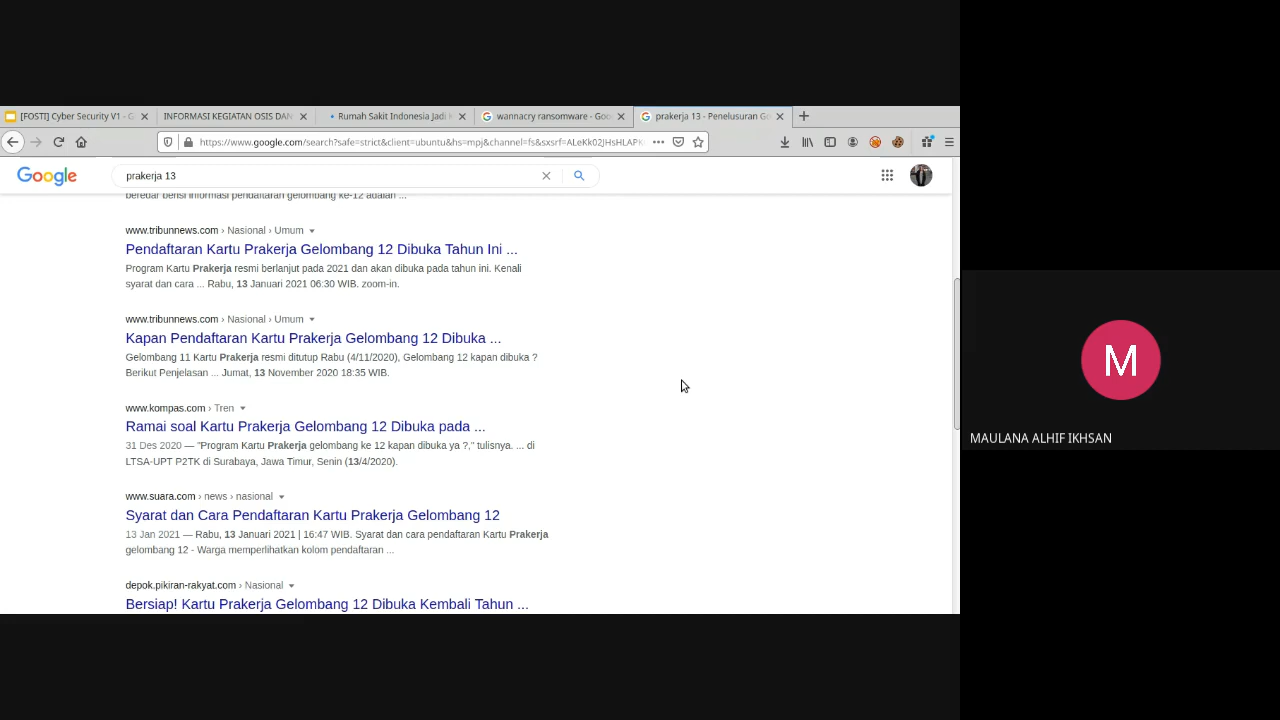 [FOSTI] Cyber Security V1 - G
INFORMASI KEGIATAN OSIS DAN
Rumah Sakit Indonesia Jadi
wannacry ransomware - Goo
prakerja 13 - Penelusuran Go
https://www.google.com/search?safe=strict&client=ubuntu&hs=mpj&channel=fs&sxsrf=ALeKk02JHsHLAPK
Google
prakerja 13
beredar berisi informasi pendaftaran gelombang ke-12 adalah ...
www.tribunnews.com › Nasional › Umum
Pendaftaran Kartu Prakerja Gelombang 12 Dibuka Tahun Ini ...
Program Kartu Prakerja resmi berlanjut pada 2021 dan akan dibuka pada tahun ini. Kenali
syarat dan cara ... Rabu, 13 Januari 2021 06:30 WIB. zoom-in.
www.tribunnews.com › Nasional › Umum
Kapan Pendaftaran Kartu Prakerja Gelombang 12 Dibuka ...
Gelombang 11 Kartu Prakerja resmi ditutup Rabu (4/11/2020), Gelombang 12 kapan dibuka ?
Berikut Penjelasan ... Jumat, 13 November 2020 18:35 WIB.
www.kompas.com › Tren
Ramai soal Kartu Prakerja Gelombang 12 Dibuka pada ...
31 Des 2020 — "Program Kartu Prakerja gelombang ke 12 kapan dibuka ya ?," tulisnya. ... di
LTSA-UPT P2TK di Surabaya, Jawa Timur, Senin (13/4/2020).
www.suara.com › news › nasional
Syarat dan Cara Pendaftaran Kartu Prakerja Gelombang 12
13 Jan 2021 — Rabu, 13 Januari 2021 | 16:47 WIB. Syarat dan cara pendaftaran Kartu Prakerja
gelombang 12 - Warga memperlihatkan kolom pendaftaran ...
depok.pikiran-rakyat.com › Nasional
Bersiap! Kartu Prakerja Gelombang 12 Dibuka Kembali Tahun ...
M
MAULANA ALHIF IKHSAN